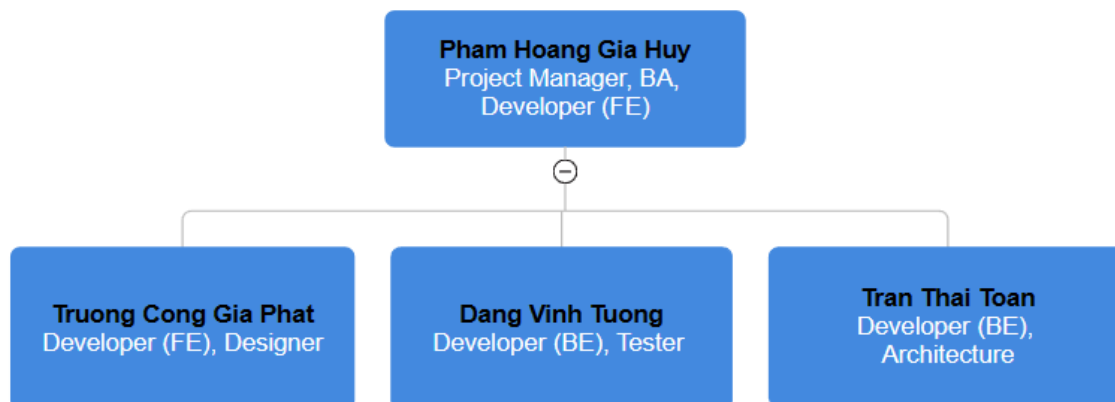 Pham Hoang Gia Huy
Project Manager, BA,
Developer (FE)
Truong Cong Gia Phat
Developer (FE), Designer
Dang Vinh Tuong
Developer (BE), Tester
Tran Thai Toan
Developer (BE),
Architecture